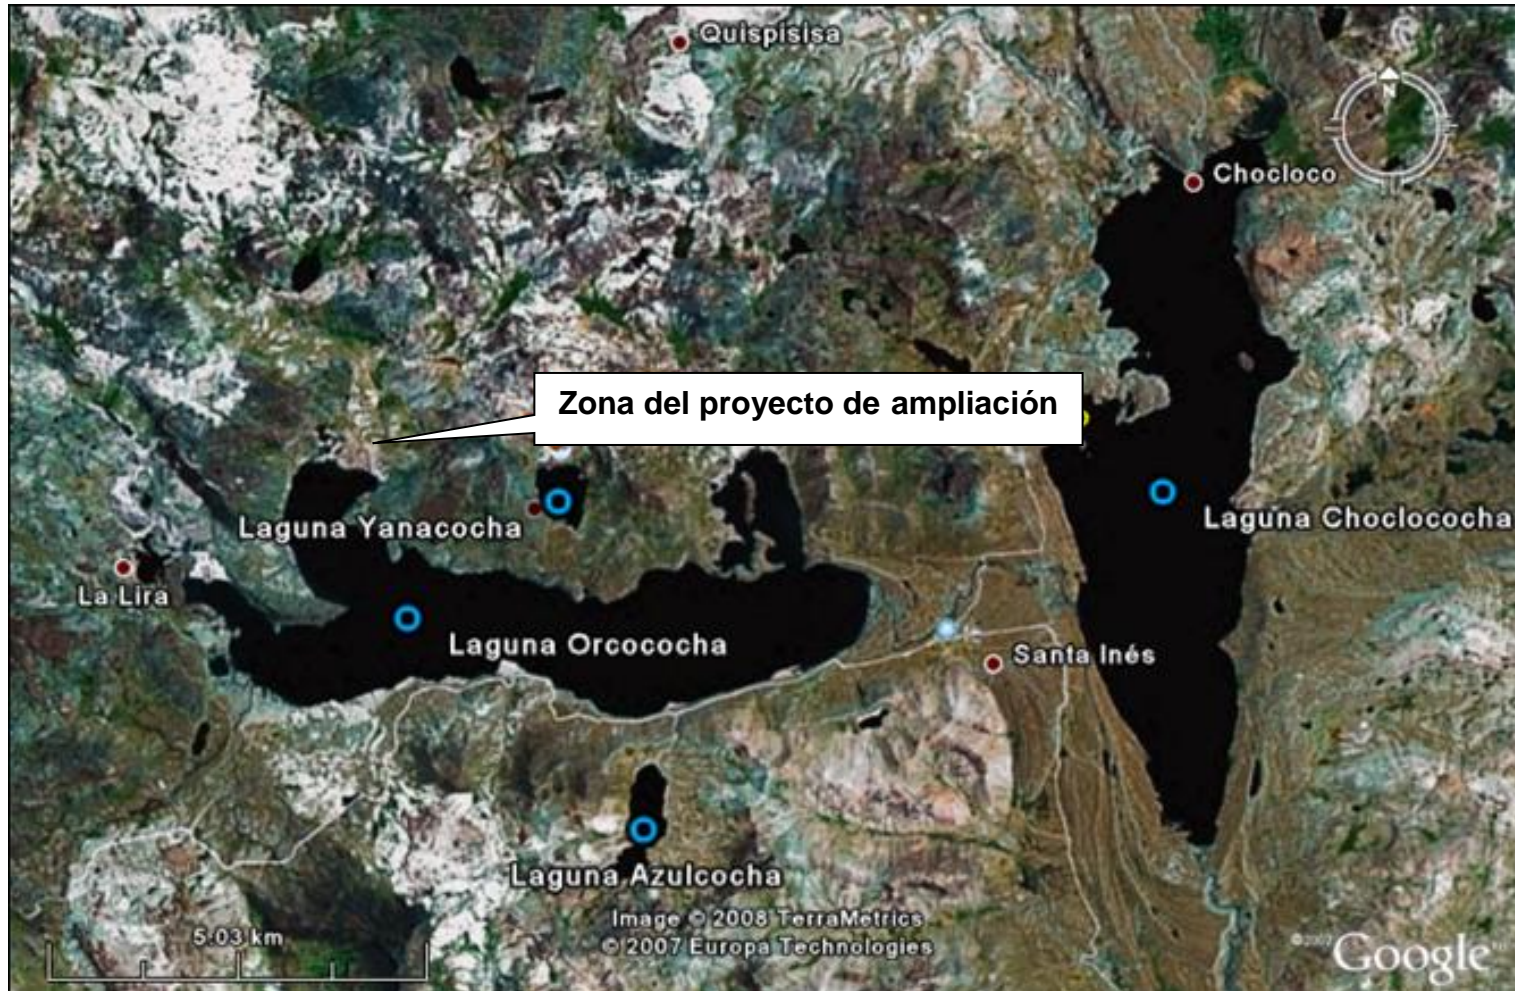 Quispisisa
N
Chocloco
Zona del proyecto de ampliación
Laguna Choclococha
Laguna Yanacocha
La Lira
Laguna Orcococha
Santa Inés
Laguna Azulcocha
Image © 2008 TerraMetrics
© 2007 Europa Technologies
5.03 km
©2007 Google